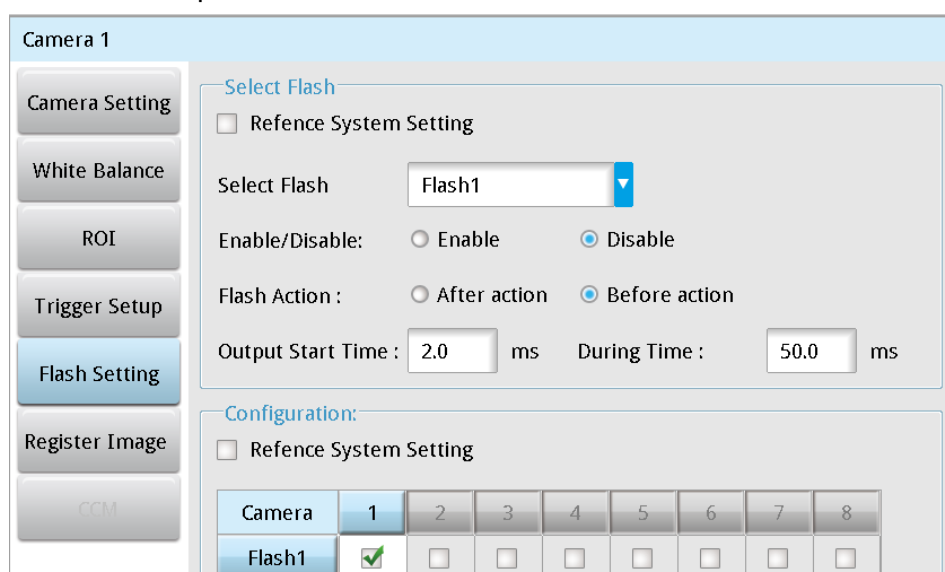 Camera 1
Camera Setting
White Balance
ROI
Trigger Setup
Flash Setting
Register Image
CCM
Select Flash
Refence System Setting
Select Flash Flash1
Enable/Disable: Enable Disable
Flash Action : After action Before action
Output Start Time : 2.0 ms During Time : 50.0 ms
Configuration:
Refence System Setting
Camera 1 2 3 4 5 6 7 8
Flash1